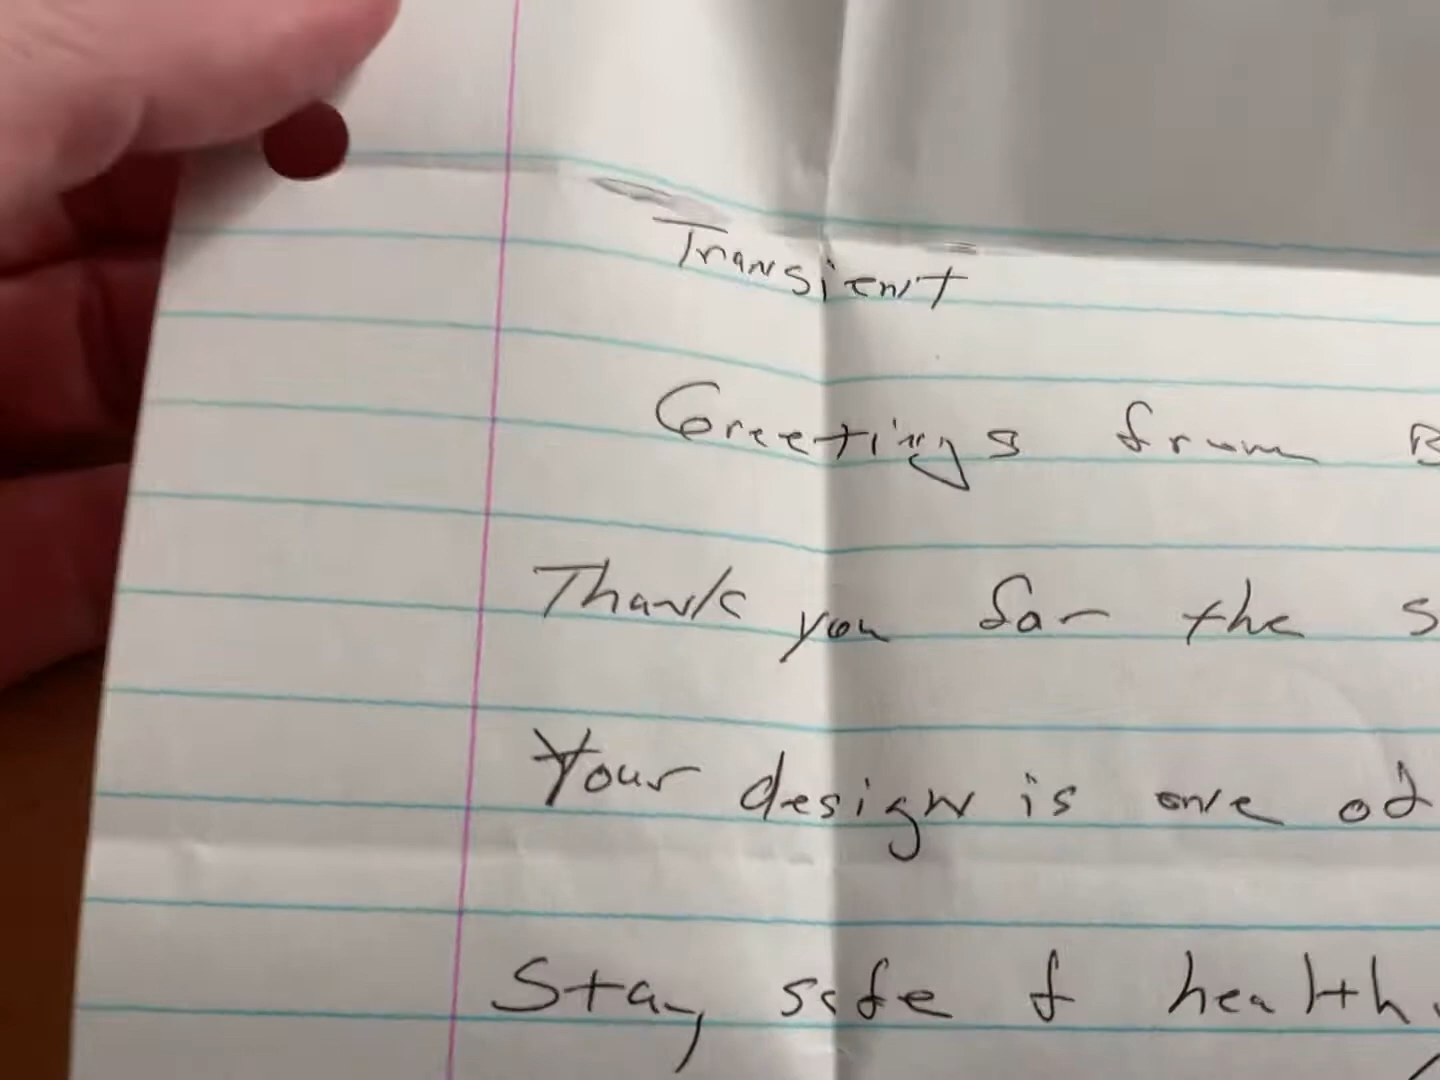 Transient
Greetings from B
Thank you for the s
Your design is one of
Stay safe & health